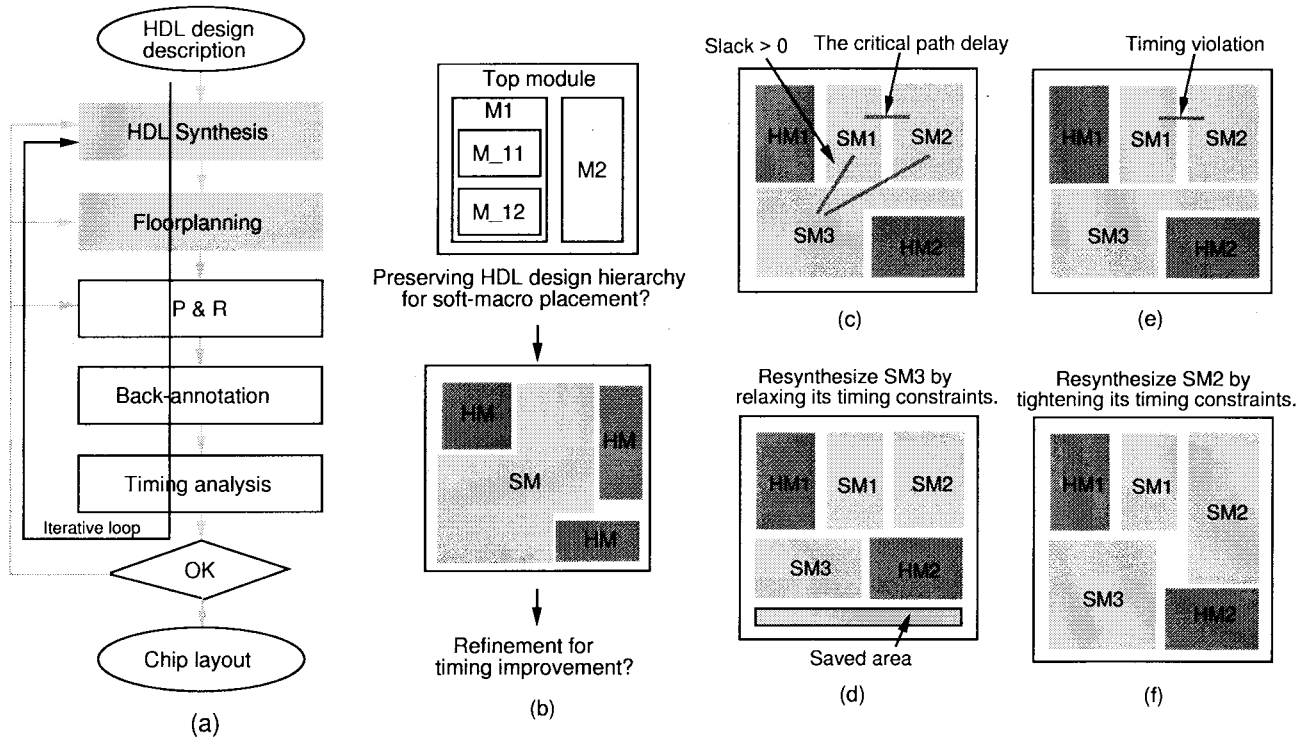 HDL design
description
HDL Synthesis
Floorplanning
P & R
Back-annotation
Timing analysis
Iterative loop
OK
Chip layout
(a)
Top module
M1
M_11
M_12
M2
Preserving HDL design hierarchy
for soft-macro placement?
HM
HM
SM
HM
Refinement for
timing improvement?
(b)
Slack > 0
The critical path delay
HM1
SM1
SM2
SM3
HM2
(c)
Resynthesize SM3 by
relaxing its timing constraints.
HM1
SM1
SM2
SM3
HM2
Saved area
(d)
Timing violation
HM1
SM1
SM2
SM3
HM2
(e)
Resynthesize SM2 by
tightening its timing constraints.
HM1
SM1
SM2
SM3
HM2
(f)